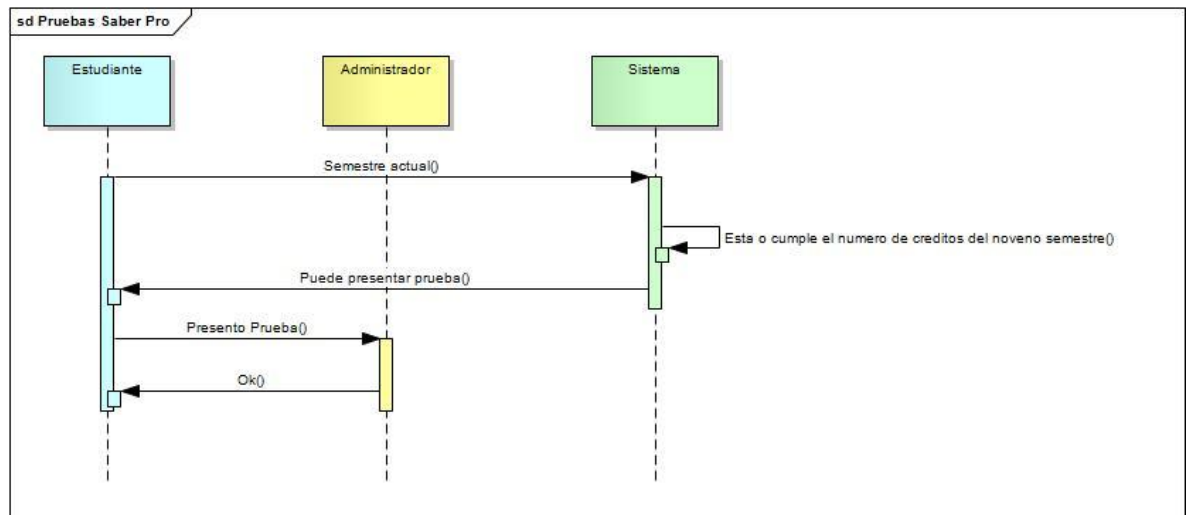 sd Pruebas Saber Pro
Estudiante
Administrador
Sistema
Semestre actual()
Esta o cumple el numero de creditos del noveno semestre()
Puede presentar prueba()
Presento Prueba()
Ok()